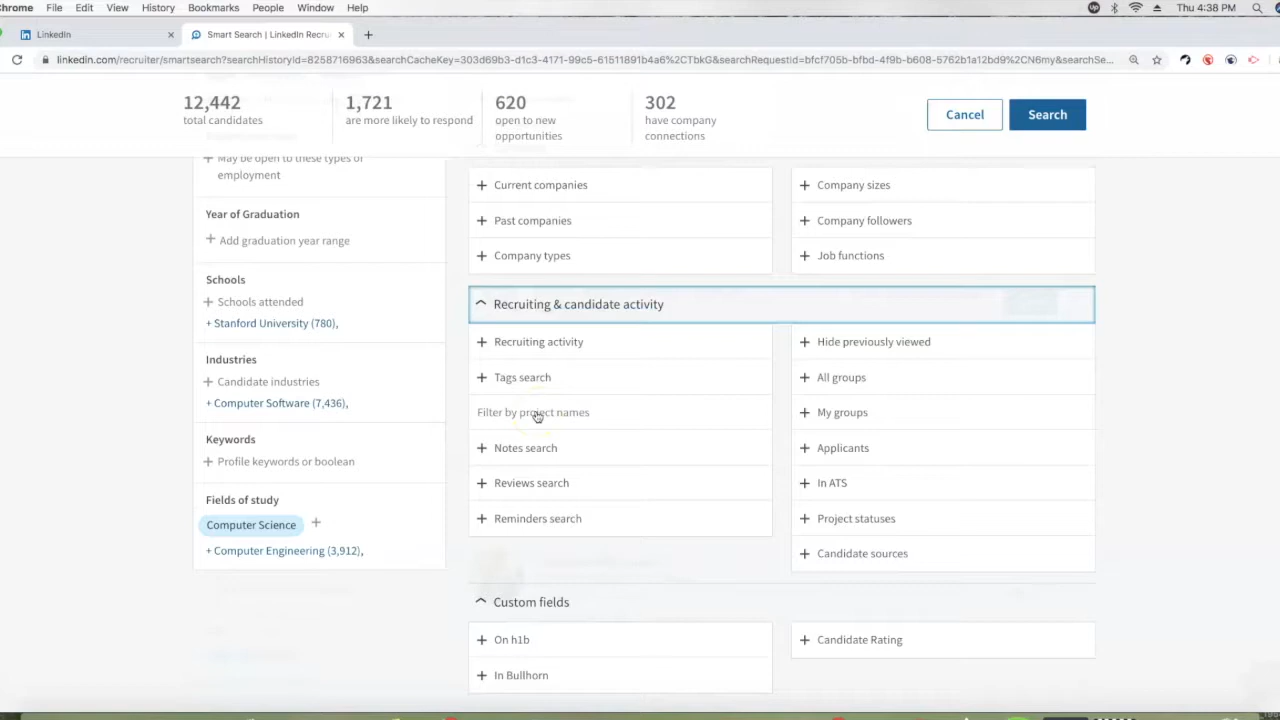 Chrome File Edit View History Bookmarks People Window Help
Thu 4:38 PM
LinkedIn
Smart Search | LinkedIn Recru
linkedin.com/recruiter/smartsearch?searchHistoryId=8258716963&searchCacheKey=303d69b3-d1c3-4171-99c5-61511891b4a6%2CTbkG&searchRequestId=bfcf705b-bfbd-4f9b-b608-5762b1a12bd9%2CN6my&searchSe...
12,442
total candidates
1,721
are more likely to respond
620
open to new
opportunities
302
have company
connections
Cancel
Search
+ May be open to these types of
employment
Year of Graduation
+ Add graduation year range
Schools
+ Schools attended
+ Stanford University (780),
Industries
+ Candidate industries
+ Computer Software (7,436),
Keywords
+ Profile keywords or boolean
Fields of study
Computer Science +
+ Computer Engineering (3,912),
+ Current companies
+ Company sizes
+ Past companies
+ Company followers
+ Company types
+ Job functions
Recruiting & candidate activity
+ Recruiting activity
+ Hide previously viewed
+ Tags search
+ All groups
Filter by project names
+ My groups
+ Notes search
+ Applicants
+ Reviews search
+ In ATS
+ Reminders search
+ Project statuses
+ Candidate sources
Custom fields
+ On h1b
+ Candidate Rating
+ In Bullhorn